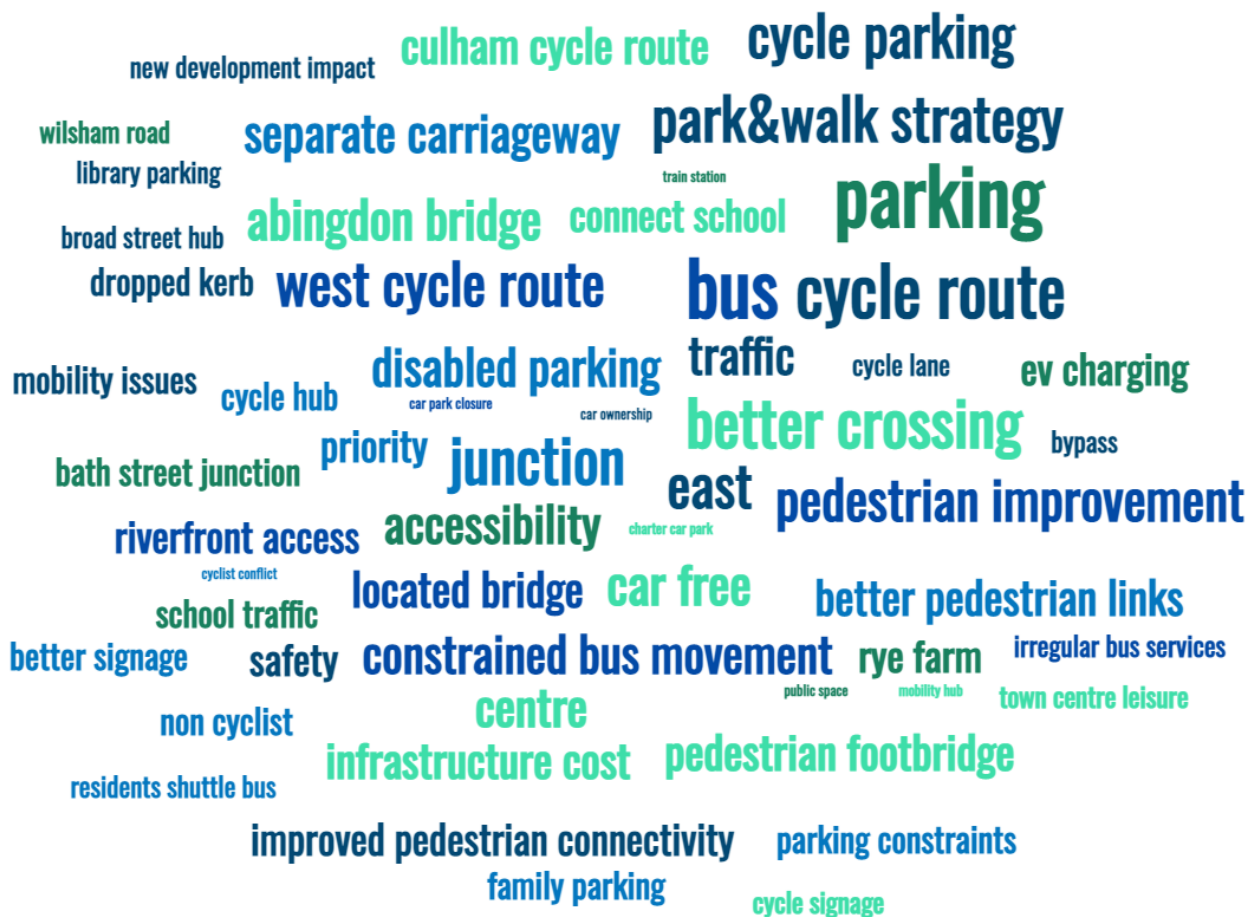 culham cycle route
cycle parking
new development impact
wilsham road
separate carriageway
park&walk strategy
library parking
train station
parking
broad street hub
abingdon bridge
connect school
dropped kerb
west cycle route
bus
cycle route
mobility issues
cycle hub
disabled parking
traffic
cycle lane
ev charging
car park closure
car ownership
better crossing
bypass
bath street junction
priority
junction
east
pedestrian improvement
riverfront access
accessibility
charter car park
cyclist conflict
located bridge
car free
better pedestrian links
school traffic
better signage
safety
constrained bus movement
rye farm
irregular bus services
public space
mobility hub
town centre leisure
non cyclist
centre
infrastructure cost
pedestrian footbridge
residents shuttle bus
improved pedestrian connectivity
parking constraints
family parking
cycle signage